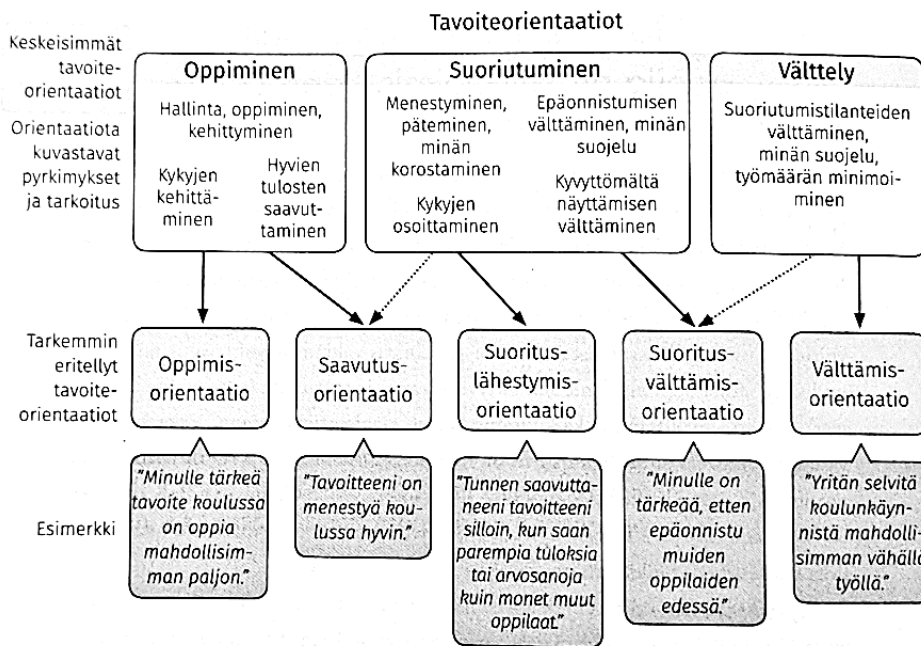 Tavoiteorientaatiot
Keskeisimmät
tavoite-
orientaatiot
Oppiminen
Suoriutuminen
Välttely
Orientaatiota
kuvastavat
pyrkimykset
ja tarkoitus
Hallinta, oppiminen,
kehittyminen
Kykyjen
kehittä-
minen
Hyvien
tulosten
saavut-
taminen
Menestyminen,
päteminen,
minän
korostaminen
Kykyjen
osoittaminen
Epäonnistumisen
välttäminen, minän
suojelu
Kyvyttömältä
näyttämisen
välttäminen
Suoriutumistilanteiden
välttäminen,
minän suojelu,
työmäärän minimoi-
minen
Tarkemmin
eritellyt
tavoite-
orientaatiot
Oppimis-
orientaatio
Saavutus-
orientaatio
Suoritus-
lähestymis-
orientaatio
Suoritus-
välttämis-
orientaatio
Välttämis-
orientaatio
Esimerkki
"Minulle tärkeä
tavoite koulussa
on oppia
mahdollisim-
man paljon."
"Tavoitteeni on
menestyä kou-
lussa hyvin."
"Tunnen saavutta-
neeni tavoitteeni
silloin, kun saan
parempia tuloksia
tai arvosanoja
kuin monet muut
oppilaat."
"Minulle on
tärkeää, etten
epäonnistu
muiden
oppilaiden
edessä."
"Yritän selvitä
koulunkäyn-
nistä mahdolli-
simman vähällä
työllä."